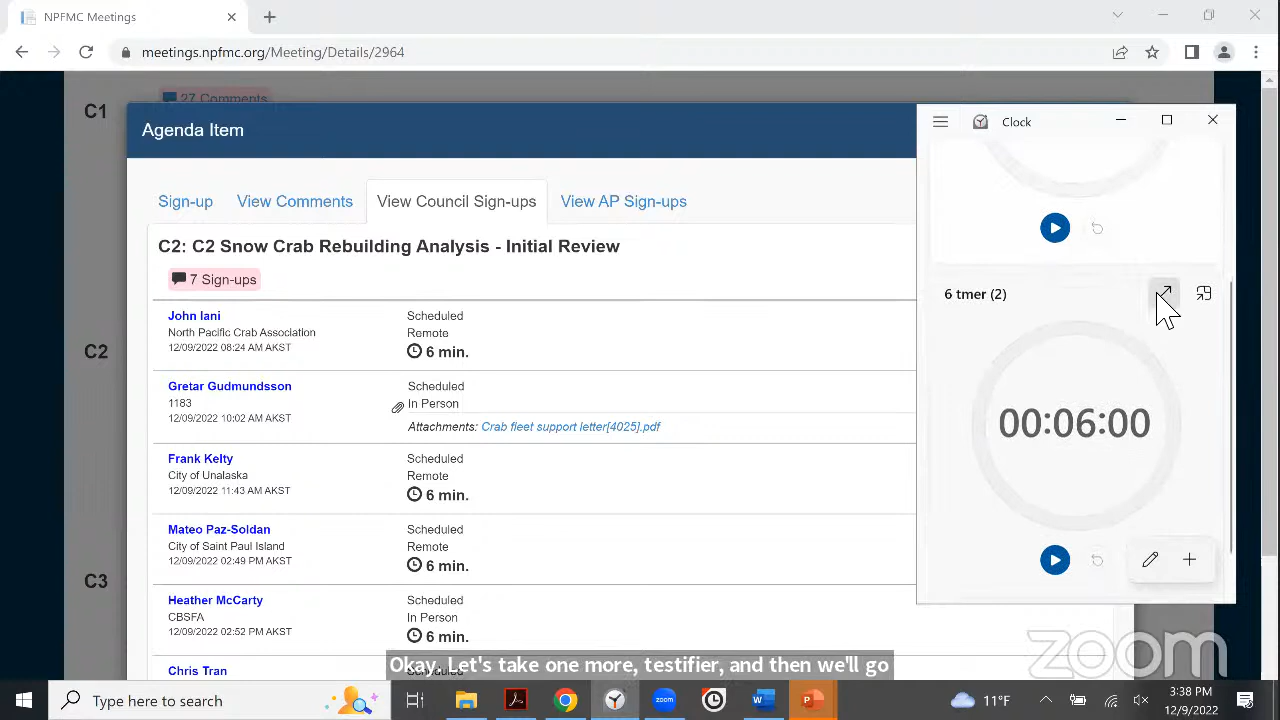 NPFMC Meetings
meetings.npfmc.org/Meeting/Details/2964
27 Comments
C1
Agenda Item
Clock
Sign-up
View Comments
View Council Sign-ups
View AP Sign-ups
C2: C2 Snow Crab Rebuilding Analysis - Initial Review
7 Sign-ups
6 tmer (2)
00:06:00
John Iani
Scheduled
North Pacific Crab Association
Remote
12/09/2022 08:24 AM AKST
6 min.
C2
Gretar Gudmundsson
Scheduled
1183
In Person
12/09/2022 10:02 AM AKST
Attachments: Crab fleet support letter[4025].pdf
Frank Kelty
Scheduled
City of Unalaska
Remote
12/09/2022 11:43 AM AKST
6 min.
Mateo Paz-Soldan
Scheduled
City of Saint Paul Island
Remote
12/09/2022 02:49 PM AKST
6 min.
C3
Heather McCarty
Scheduled
CBSFA
In Person
12/09/2022 02:52 PM AKST
6 min.
Chris Tran
Scheduled
Okay. Let's take one more, testifier, and then we'll go
zoom
Type here to search
zoom
11°F
3:38 PM
12/9/2022